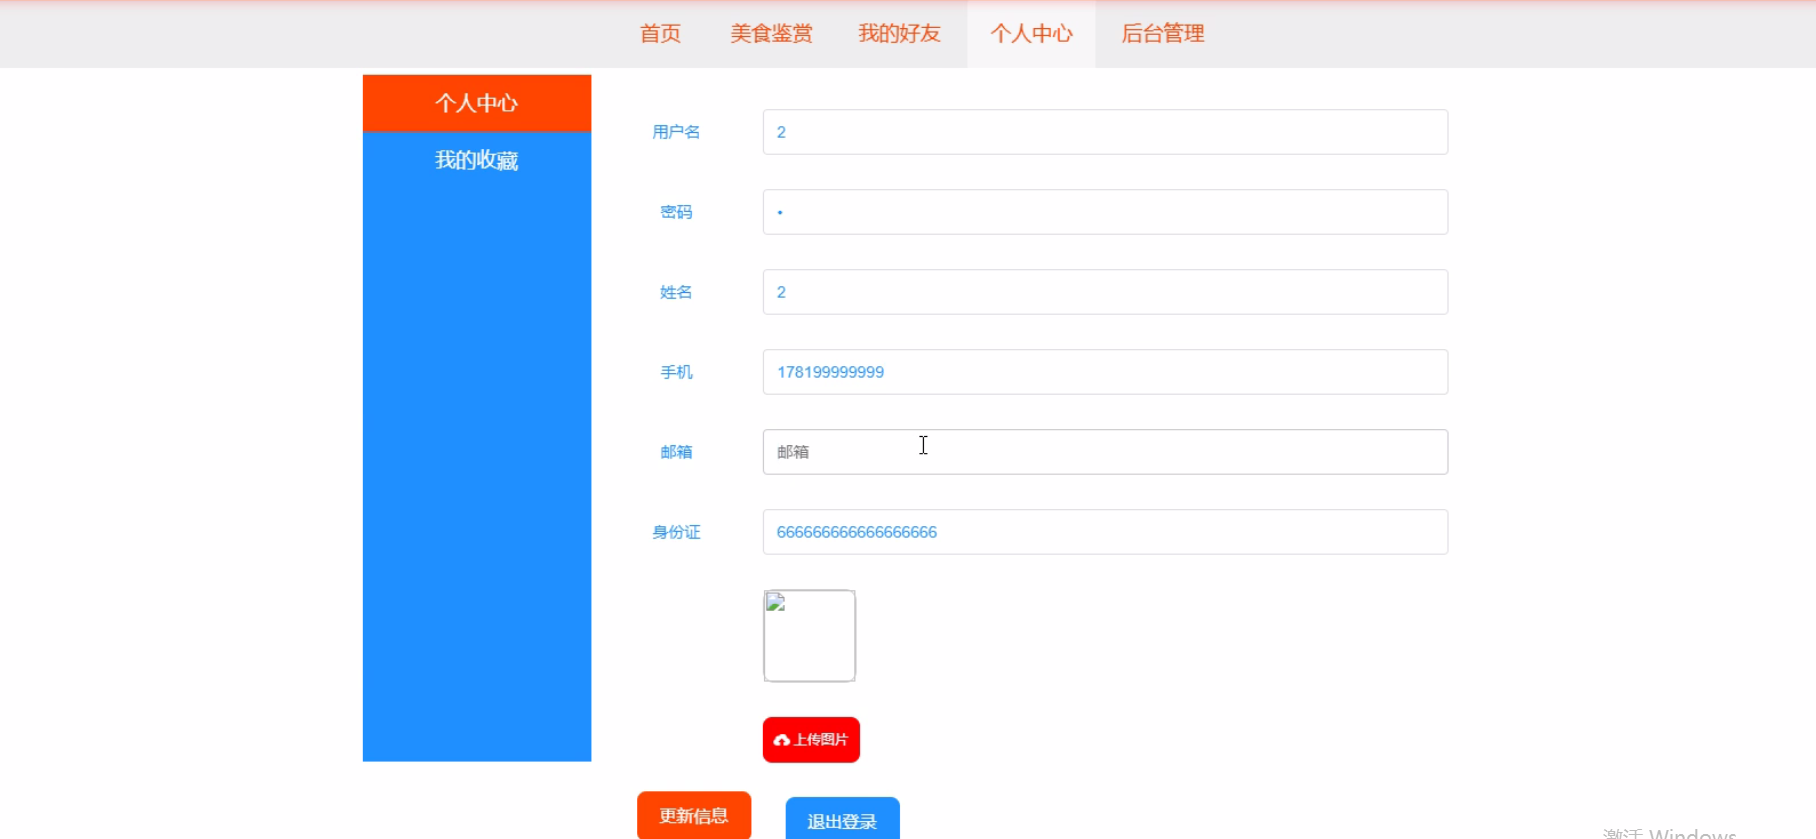 首页 美食鉴赏 我的好友 个人中心 后台管理
个人中心
我的收藏
用户名 2
密码 •
姓名 2
手机 178199999999
邮箱 邮箱
身份证 666666666666666666
上传图片
更新信息 退出登录
激活 Windows